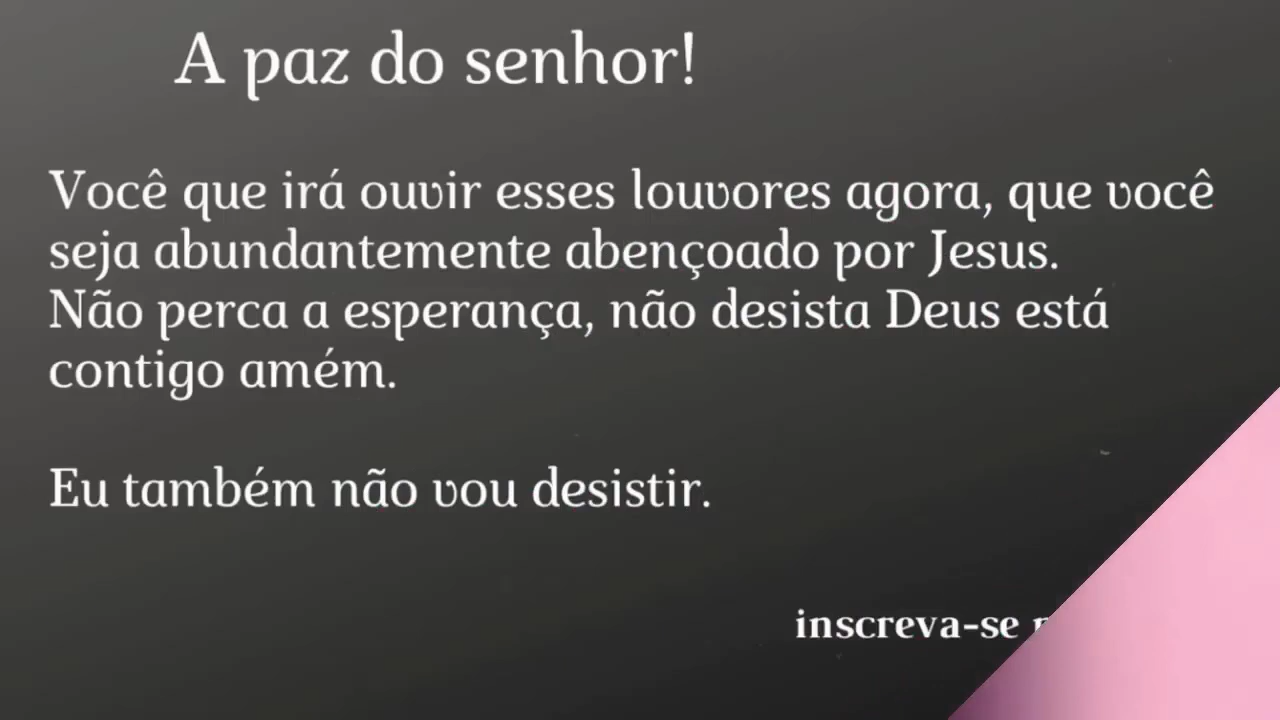 A paz do senhor!
Você que irá ouvir esses louvores agora, que você
seja abundantemente abençoado por Jesus.
Não perca a esperança, não desista Deus está
contigo amém.
Eu também não vou desistir.
inscreva-se